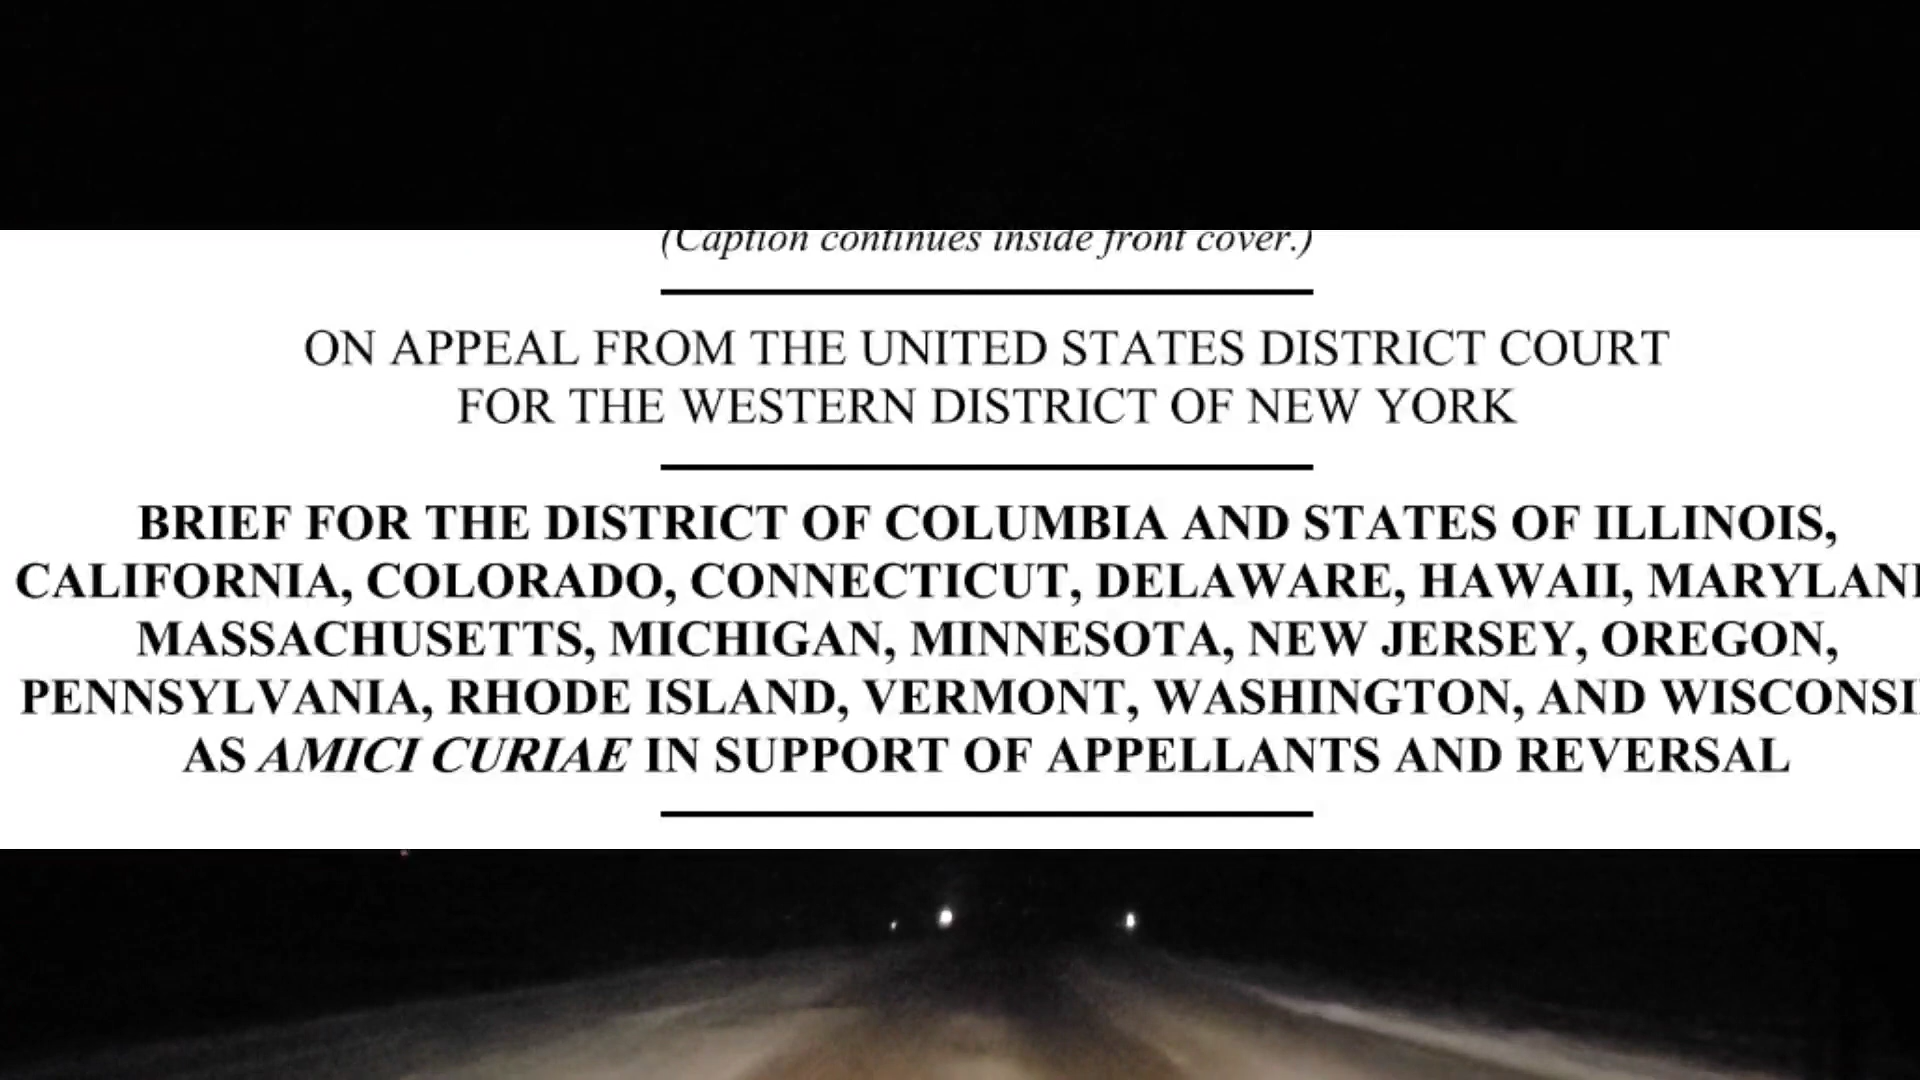 (Caption continues inside front cover.)
ON APPEAL FROM THE UNITED STATES DISTRICT COURT
FOR THE WESTERN DISTRICT OF NEW YORK
BRIEF FOR THE DISTRICT OF COLUMBIA AND STATES OF ILLINOIS,
CALIFORNIA, COLORADO, CONNECTICUT, DELAWARE, HAWAII, MARYLAN
MASSACHUSETTS, MICHIGAN, MINNESOTA, NEW JERSEY, OREGON,
PENNSYLVANIA, RHODE ISLAND, VERMONT, WASHINGTON, AND WISCONSI
AS AMICI CURIAE IN SUPPORT OF APPELLANTS AND REVERSAL